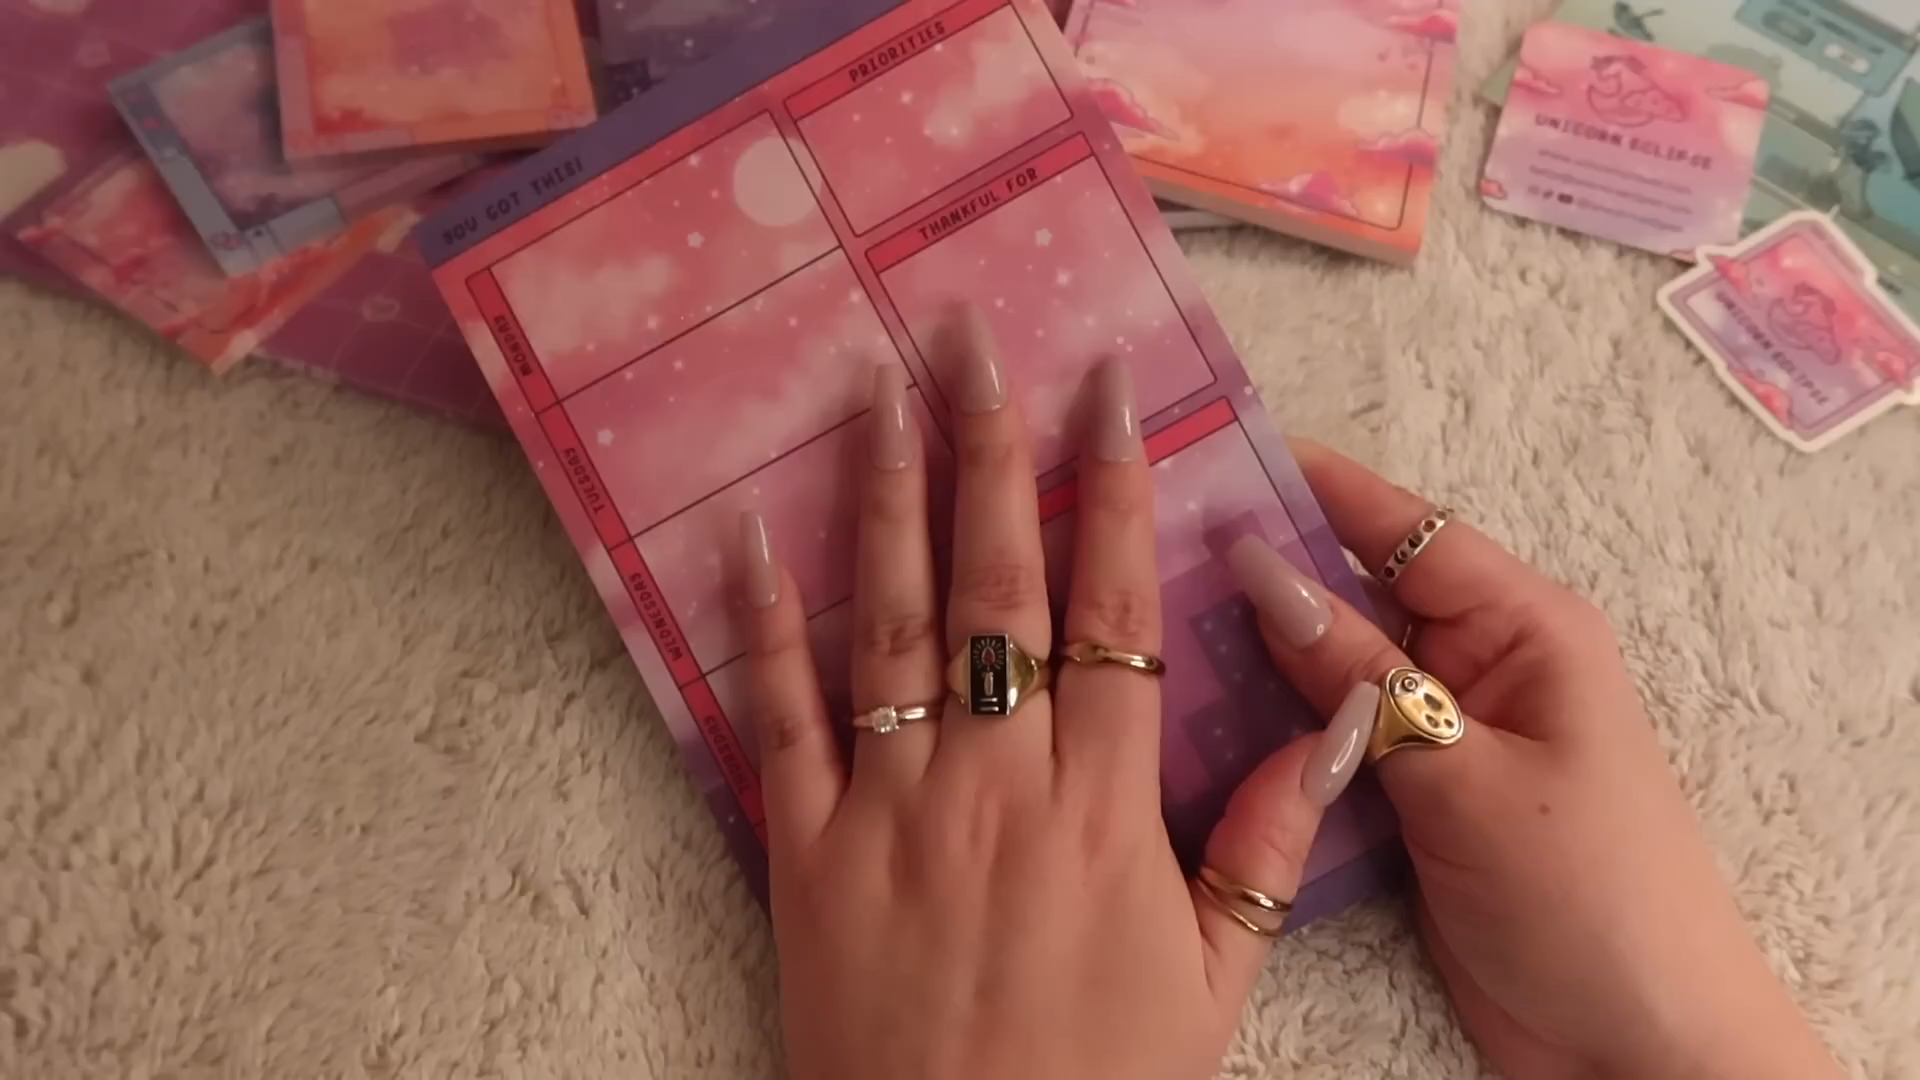 YOU GOT THIS!
PRIORITIES
THANKFUL FOR
MONDAY
TUESDAY
WEDNESDAY
THURSDAY
UNICORN ECLIPSE
UNICORN ECLIPSE